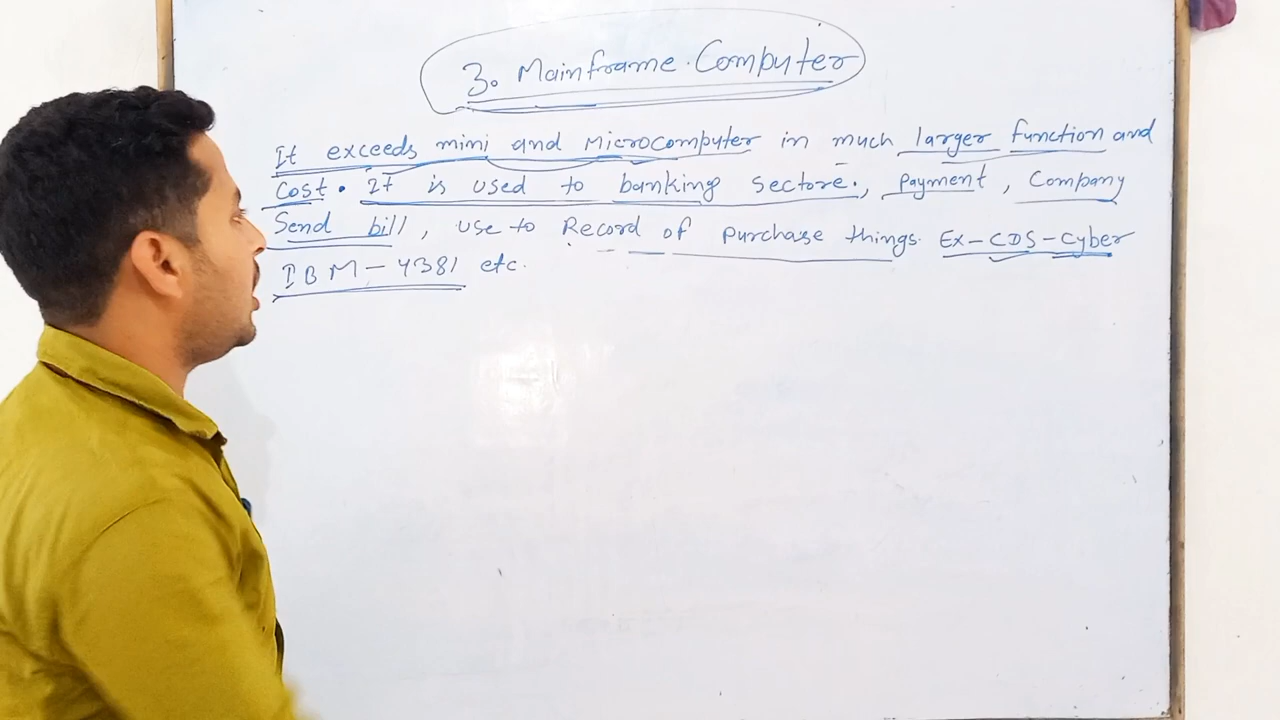 3. Mainframe Computer
It exceeds mini and Microcomputer in much larger function and
cost. It is used to banking sectore., payment, Company
Send bill, use to Record of purchase things. Ex-CDS-Cyber
IBM-4381 etc.